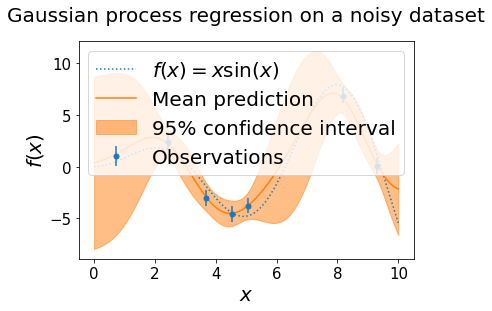 Gaussian process regression on a noisy dataset
f(x) = x sin(x)
Mean prediction
95% confidence interval
Observations
10
5
0
−5
f(x)
0 2 4 6 8 10
x